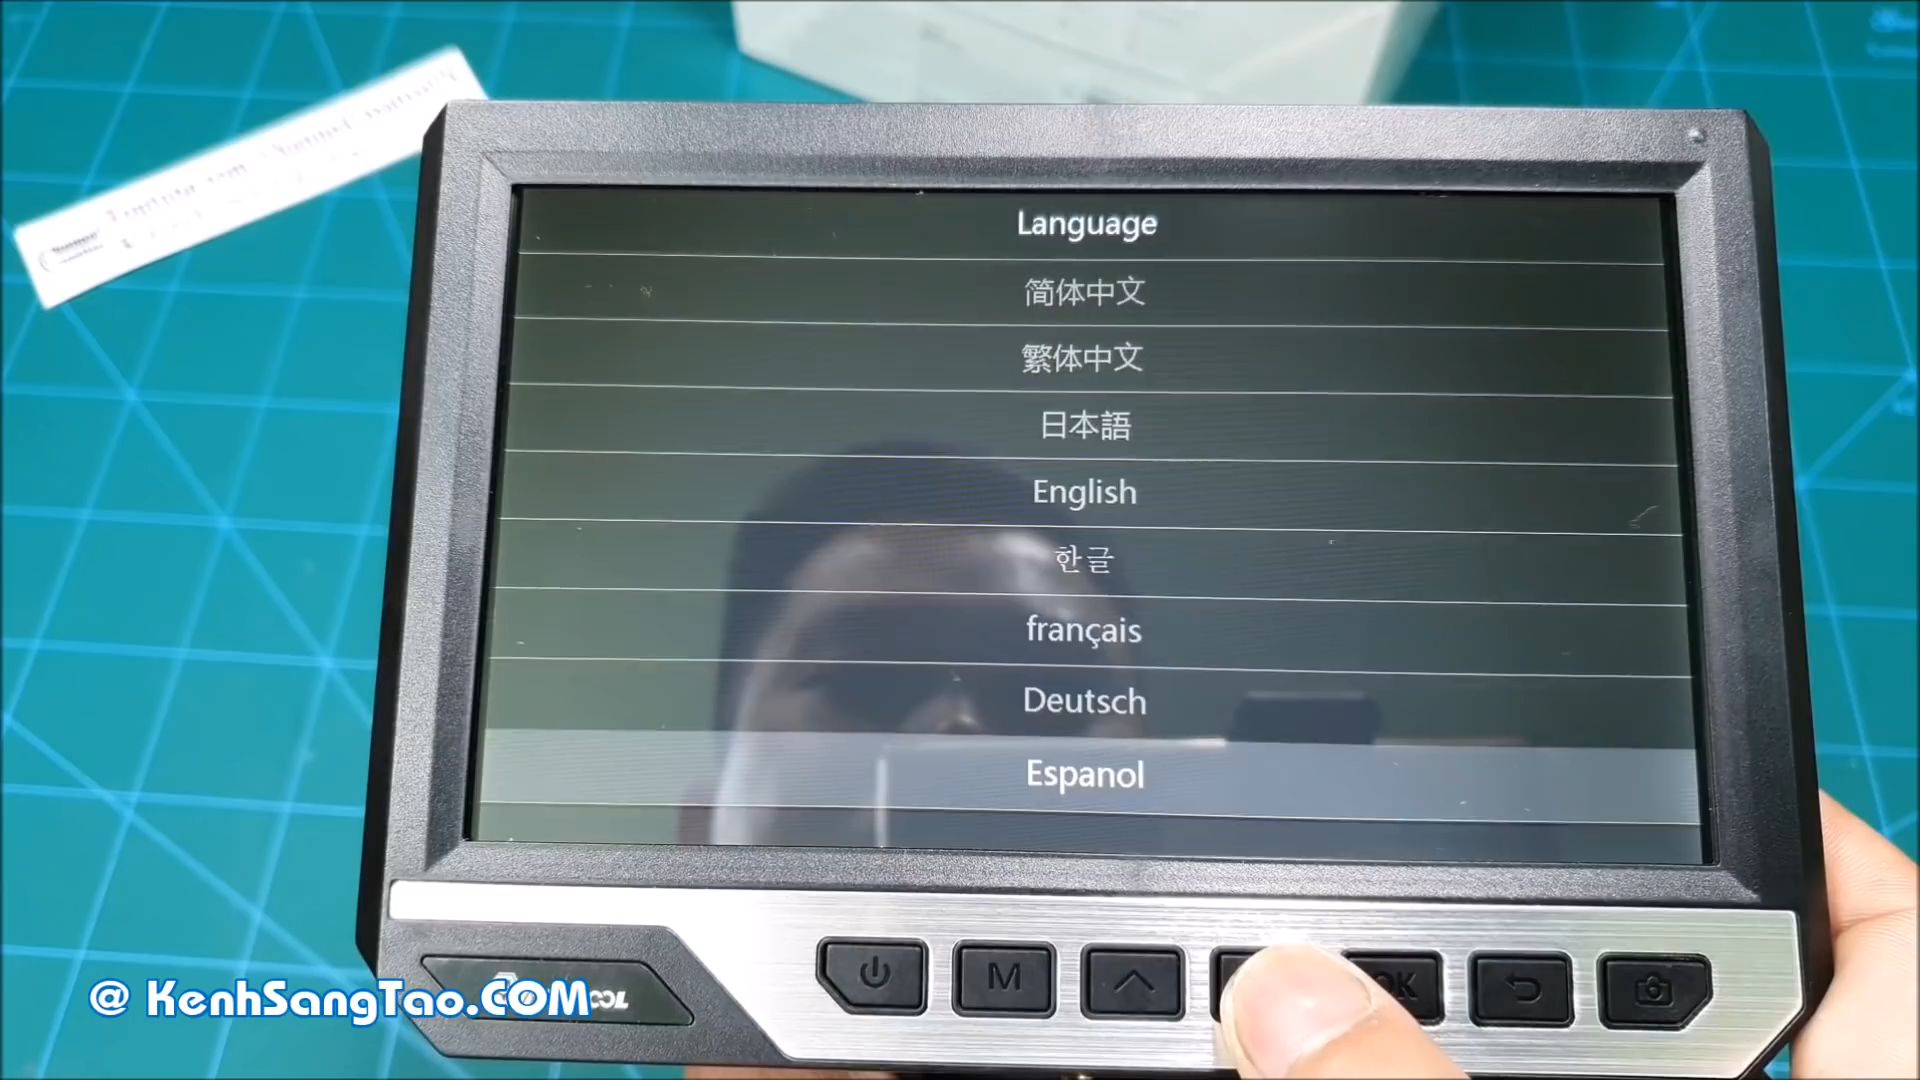 Language
简体中文
繁体中文
日本語
English
한글
français
Deutsch
Espanol
M
OK
@ KenhSangTao.COM